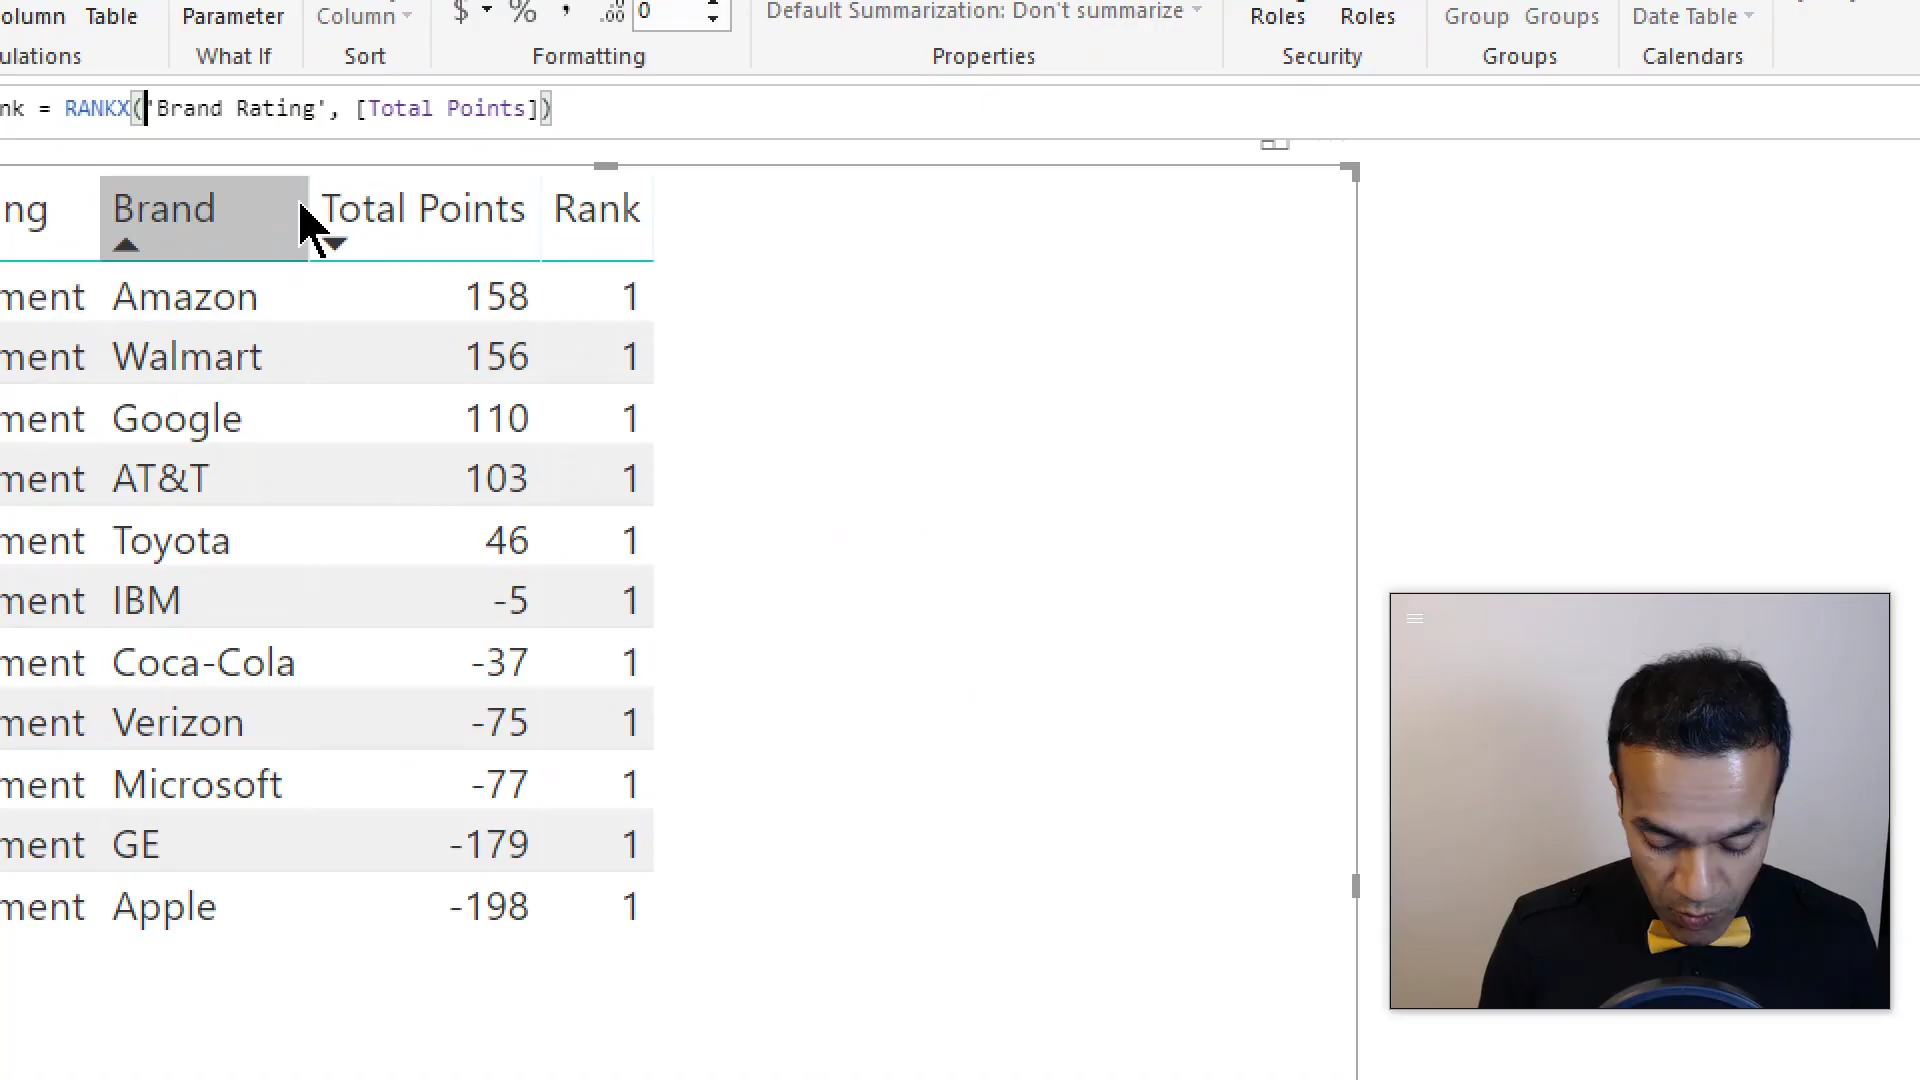 olumn Table Parameter Column $ % , .00 0 Default Summarization: Don't summarize Roles Roles Group Groups Date Table
ulations What If Sort Formatting Properties Security Groups Calendars
nk = RANKX('Brand Rating', [Total Points])
ng Brand Total Points Rank
ment Amazon 158 1
ment Walmart 156 1
ment Google 110 1
ment AT&T 103 1
ment Toyota 46 1
ment IBM -5 1
ment Coca-Cola -37 1
ment Verizon -75 1
ment Microsoft -77 1
ment GE -179 1
ment Apple -198 1